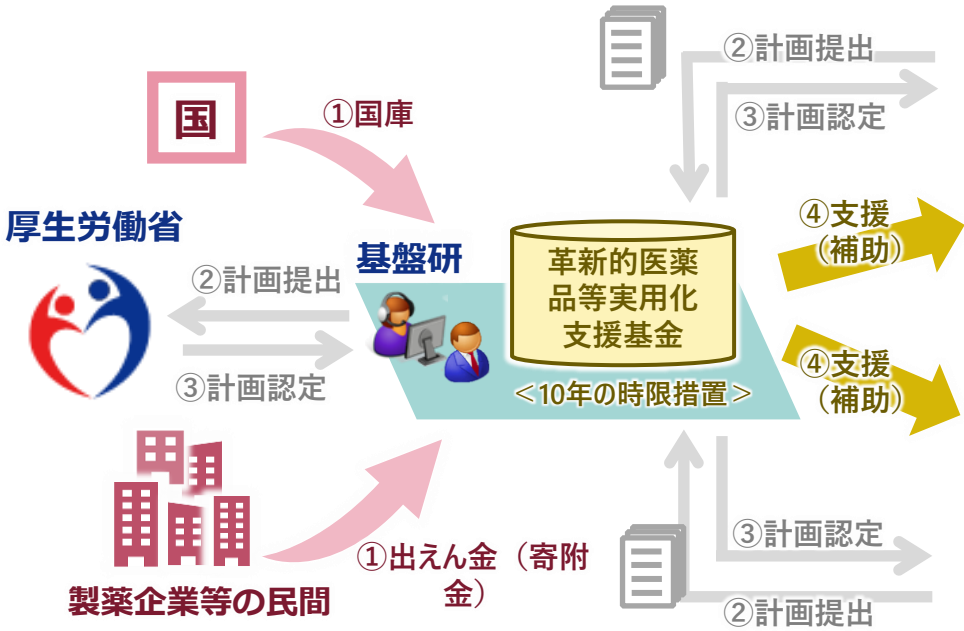 ②計画提出
③計画認定
国
①国庫
厚生労働省
②計画提出
③計画認定
基盤研
革新的医薬
品等実用化
支援基金
＜10年の時限措置＞
④支援
（補助）
④支援
（補助）
製薬企業等の民間
①出えん金（寄附
金）
③計画認定
②計画提出